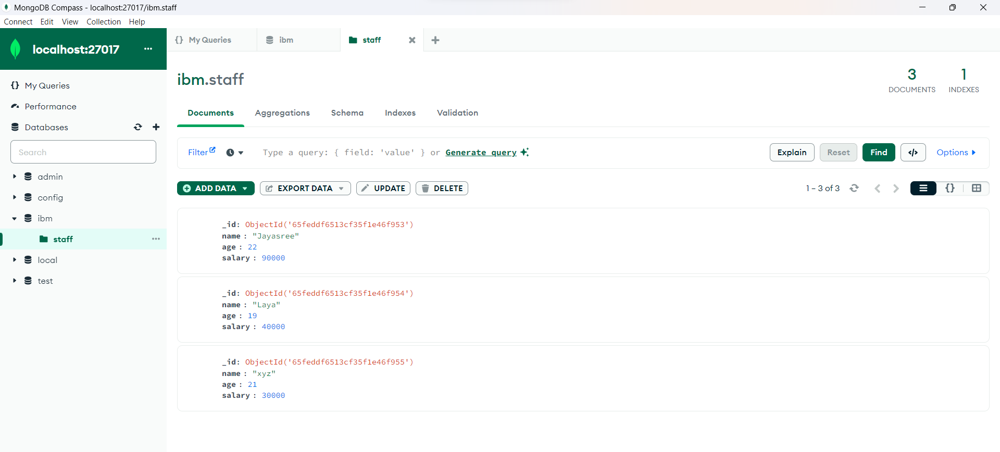 MongoDB Compass - localhost:27017/ibm.staff
Connect Edit View Collection Help
localhost:27017 ...
{} My Queries
Performance
Databases
Search
admin
config
ibm
staff ...
local
test
{} My Queries ibm staff
ibm.staff
3 DOCUMENTS 1 INDEXES
Documents Aggregations Schema Indexes Validation
Filter Type a query: { field: 'value' } or Generate query Explain Reset Find </> Options
ADD DATA EXPORT DATA UPDATE DELETE 1 – 3 of 3 {}
_id: ObjectId('65feddf6513cf35f1e46f953')
name : "Jayasree"
age : 22
salary : 90000
_id: ObjectId('65feddf6513cf35f1e46f954')
name : "Laya"
age : 19
salary : 40000
_id: ObjectId('65feddf6513cf35f1e46f955')
name : "xyz"
age : 21
salary : 30000